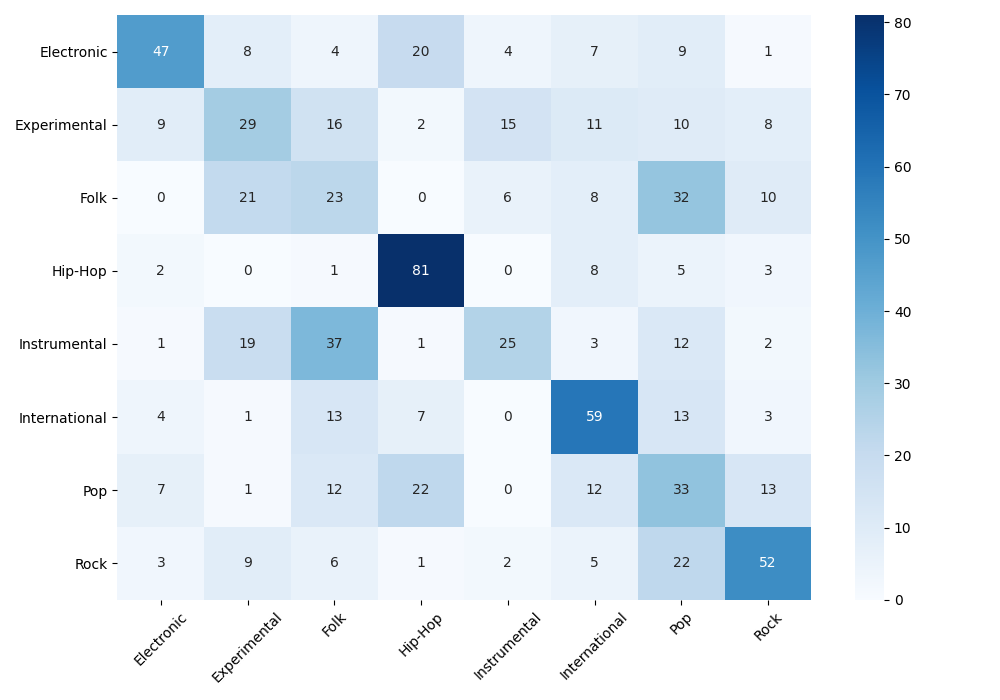 Electronic 47 8 4 20 4 7 9 1
Experimental 9 29 16 2 15 11 10 8
Folk 0 21 23 0 6 8 32 10
Hip-Hop 2 0 1 81 0 8 5 3
Instrumental 1 19 37 1 25 3 12 2
International 4 1 13 7 0 59 13 3
Pop 7 1 12 22 0 12 33 13
Rock 3 9 6 1 2 5 22 52
Electronic Experimental Folk Hip-Hop Instrumental International Pop Rock
80
70
60
50
40
30
20
10
0